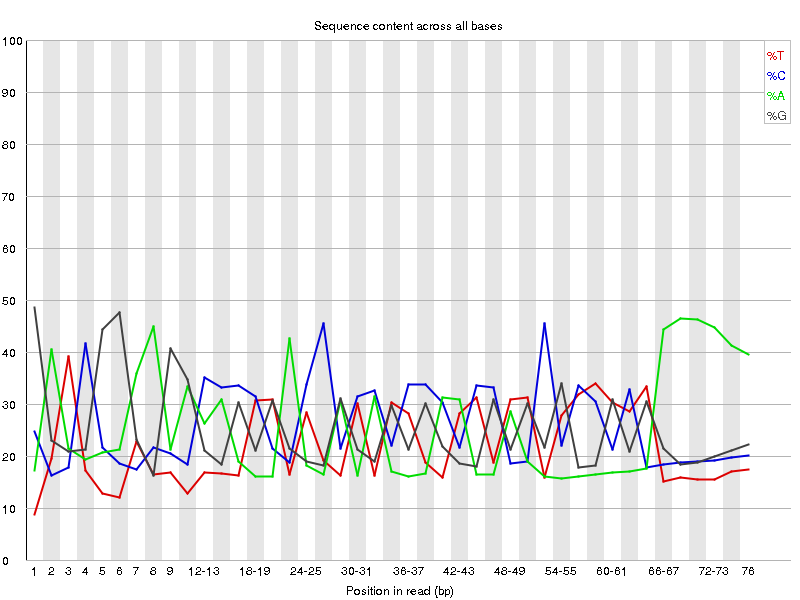 Sequence content across all bases
100
90
80
70
60
50
40
30
20
10
0
%T
%C
%A
%G
1 2 3 4 5 6 7 8 9 12-13 18-19 24-25 30-31 36-37 42-43 48-49 54-55 60-61 66-67 72-73 76
Position in read (bp)